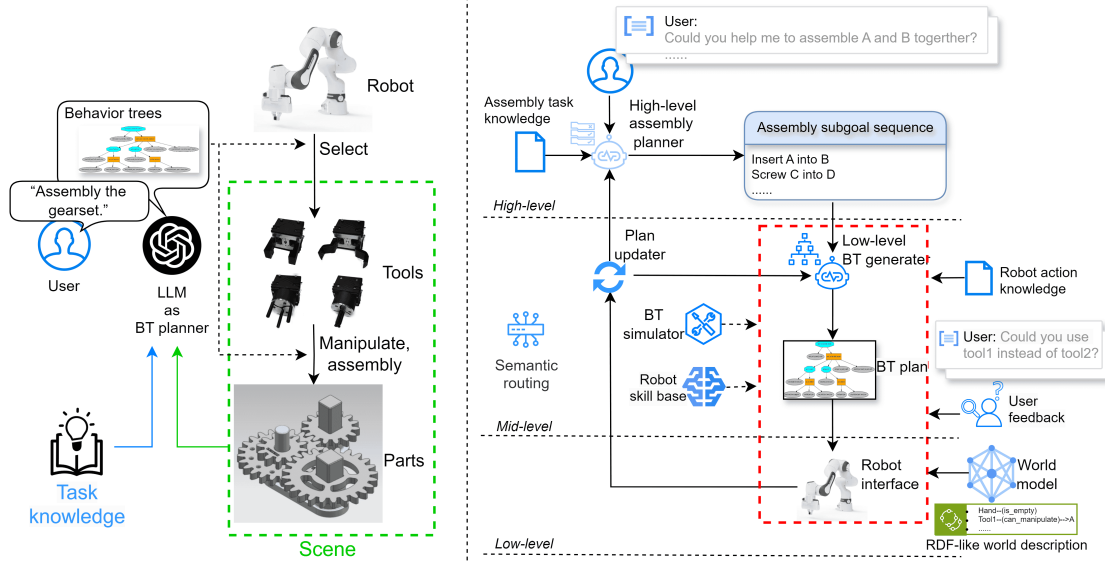 Robot
Behavior trees
Select
"Assembly the
gearset."
User
LLM
as
BT planner
Tools
Manipulate,
assembly
Parts
Task
knowledge
Scene
User:
Could you help me to assemble A and B togerther?
......
Assembly task
knowledge
High-level
assembly
planner
Assembly subgoal sequence
Insert A into B
Screw C into D
......
High-level
Plan
updater
Low-level
BT generater
Robot action
knowledge
BT
simulator
Semantic
routing
Robot
skill base
BT plan
User: Could you use
tool1 instead of tool2?
User
feedback
Mid-level
Robot
interface
World
model
Hand--(is_empty)
Tool1--(can_manipulate)-->A
......
RDF-like world description
Low-level